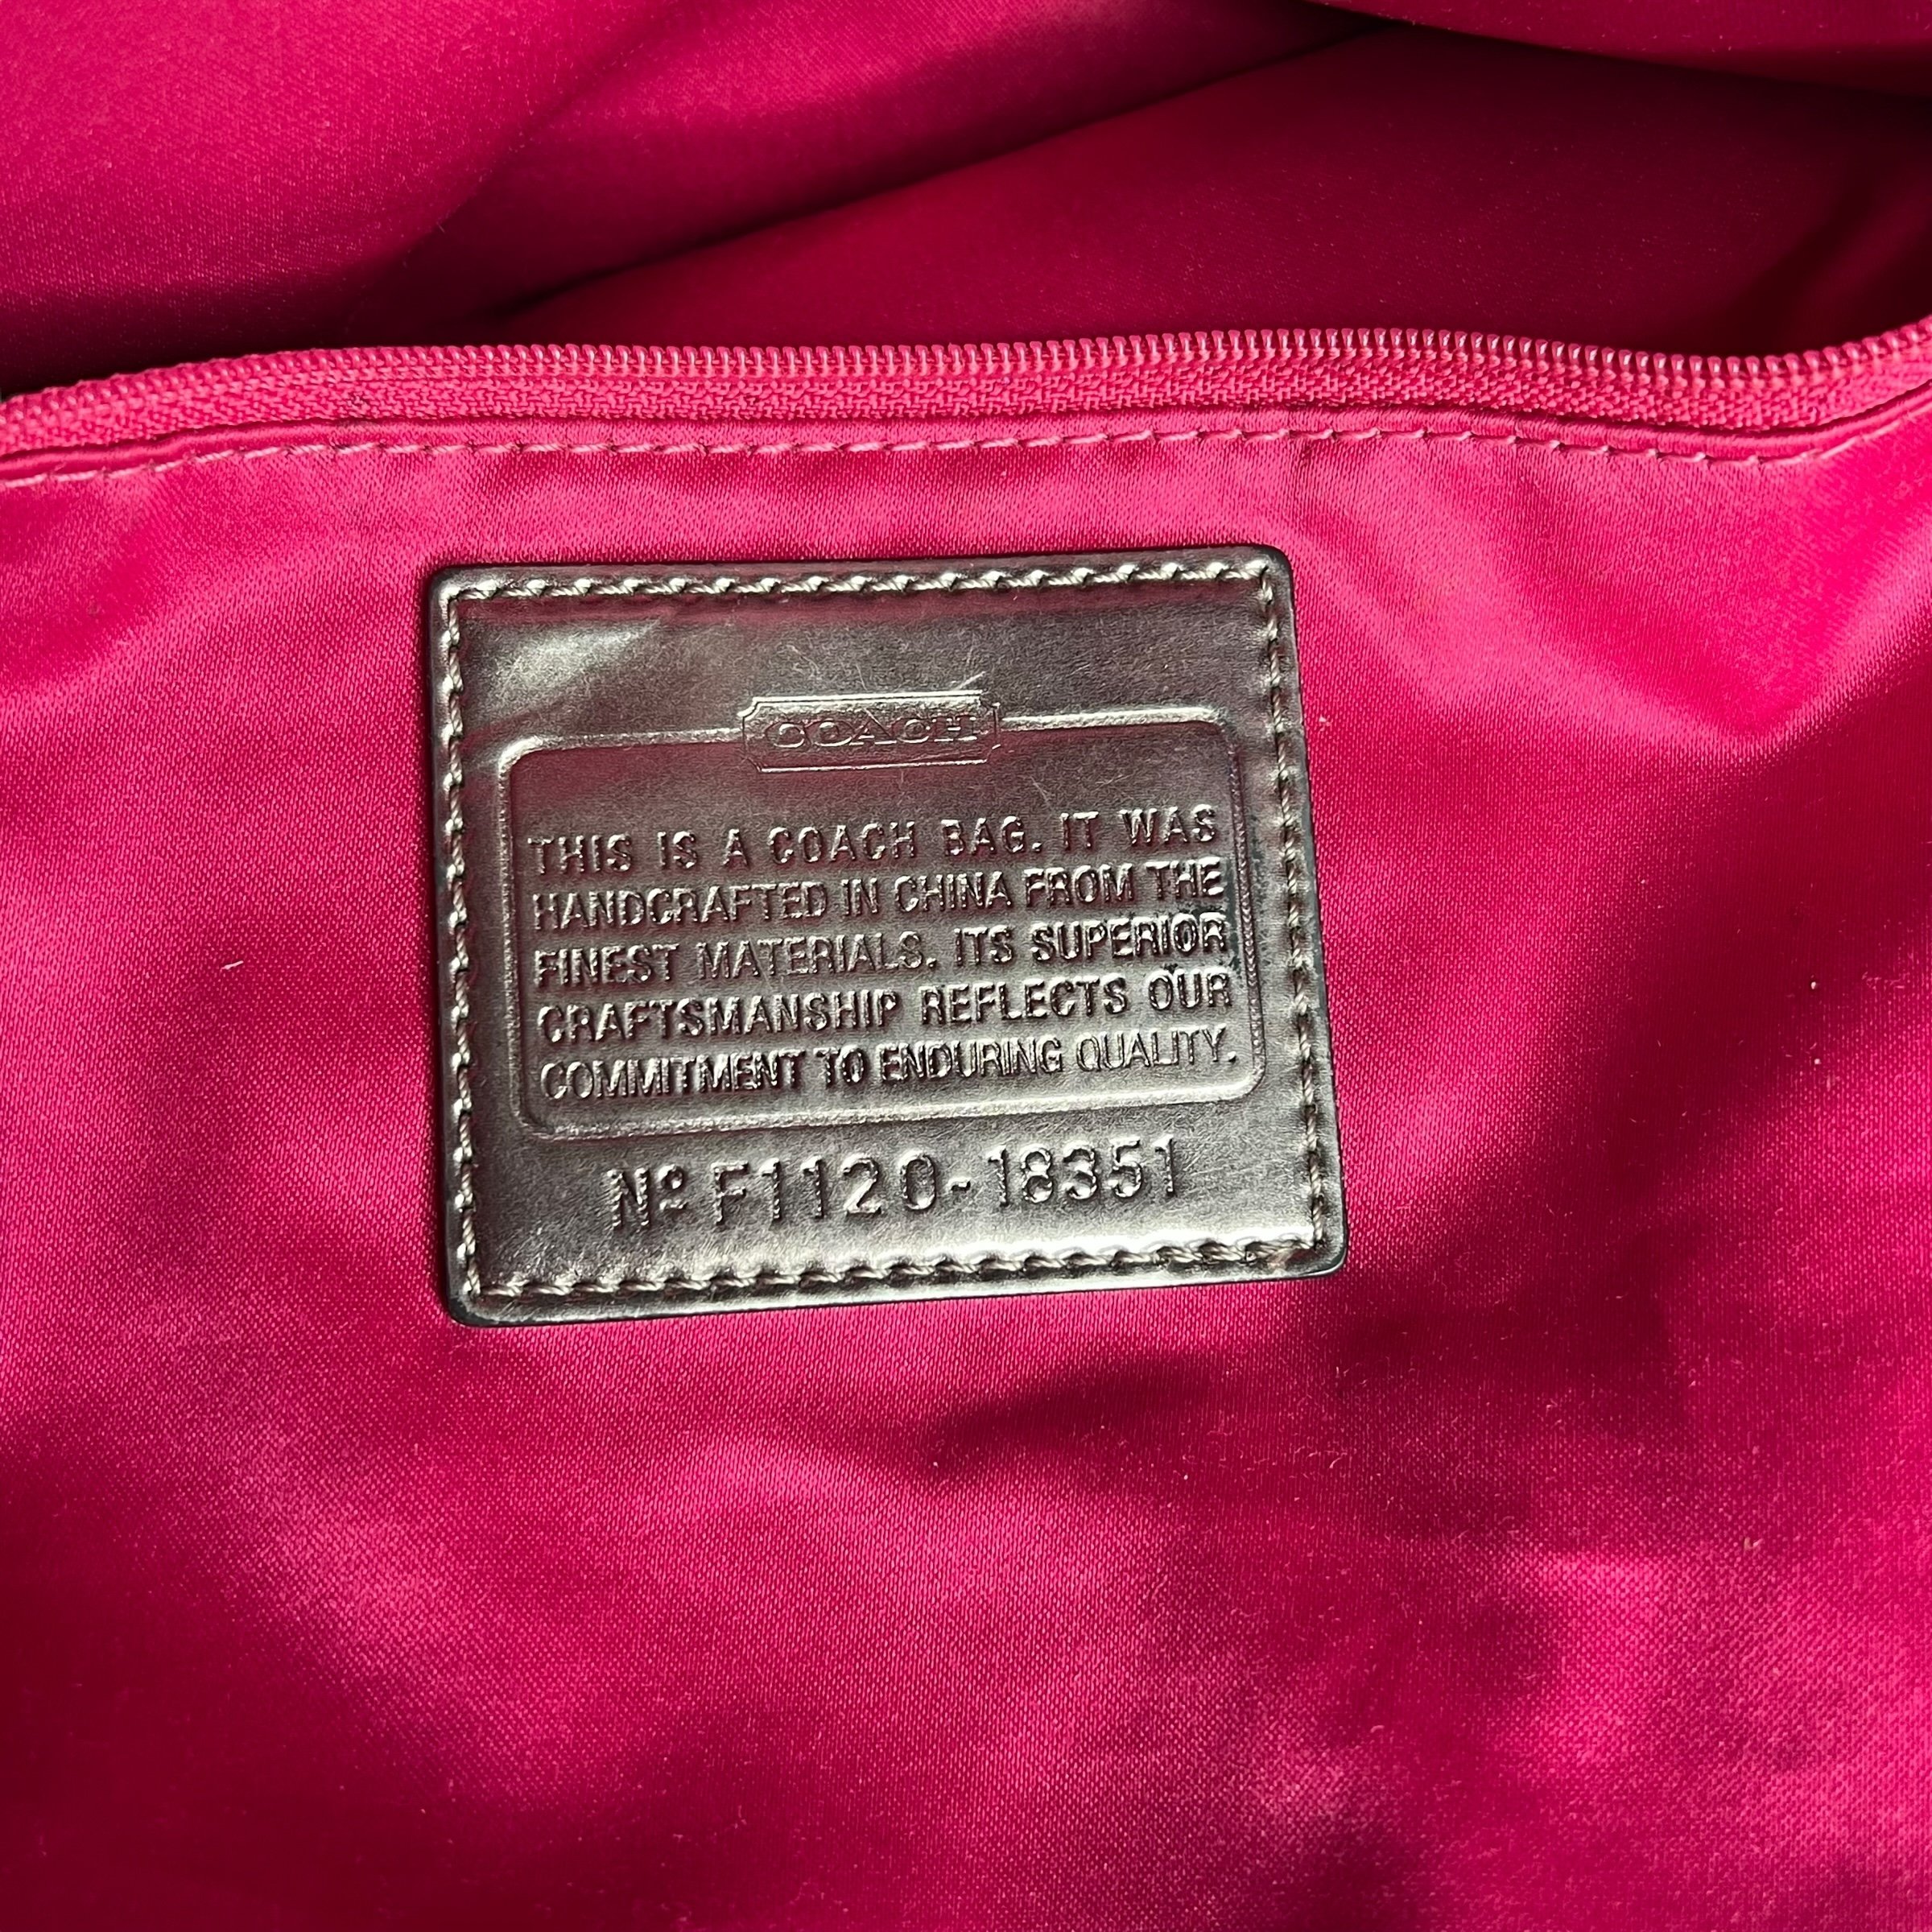 COACH
THIS IS A COACH BAG. IT WAS
HANDCRAFTED IN CHINA FROM THE
FINEST MATERIALS. ITS SUPERIOR
CRAFTSMANSHIP REFLECTS OUR
COMMITMENT TO ENDURING QUALITY.
Nº F1120-18351